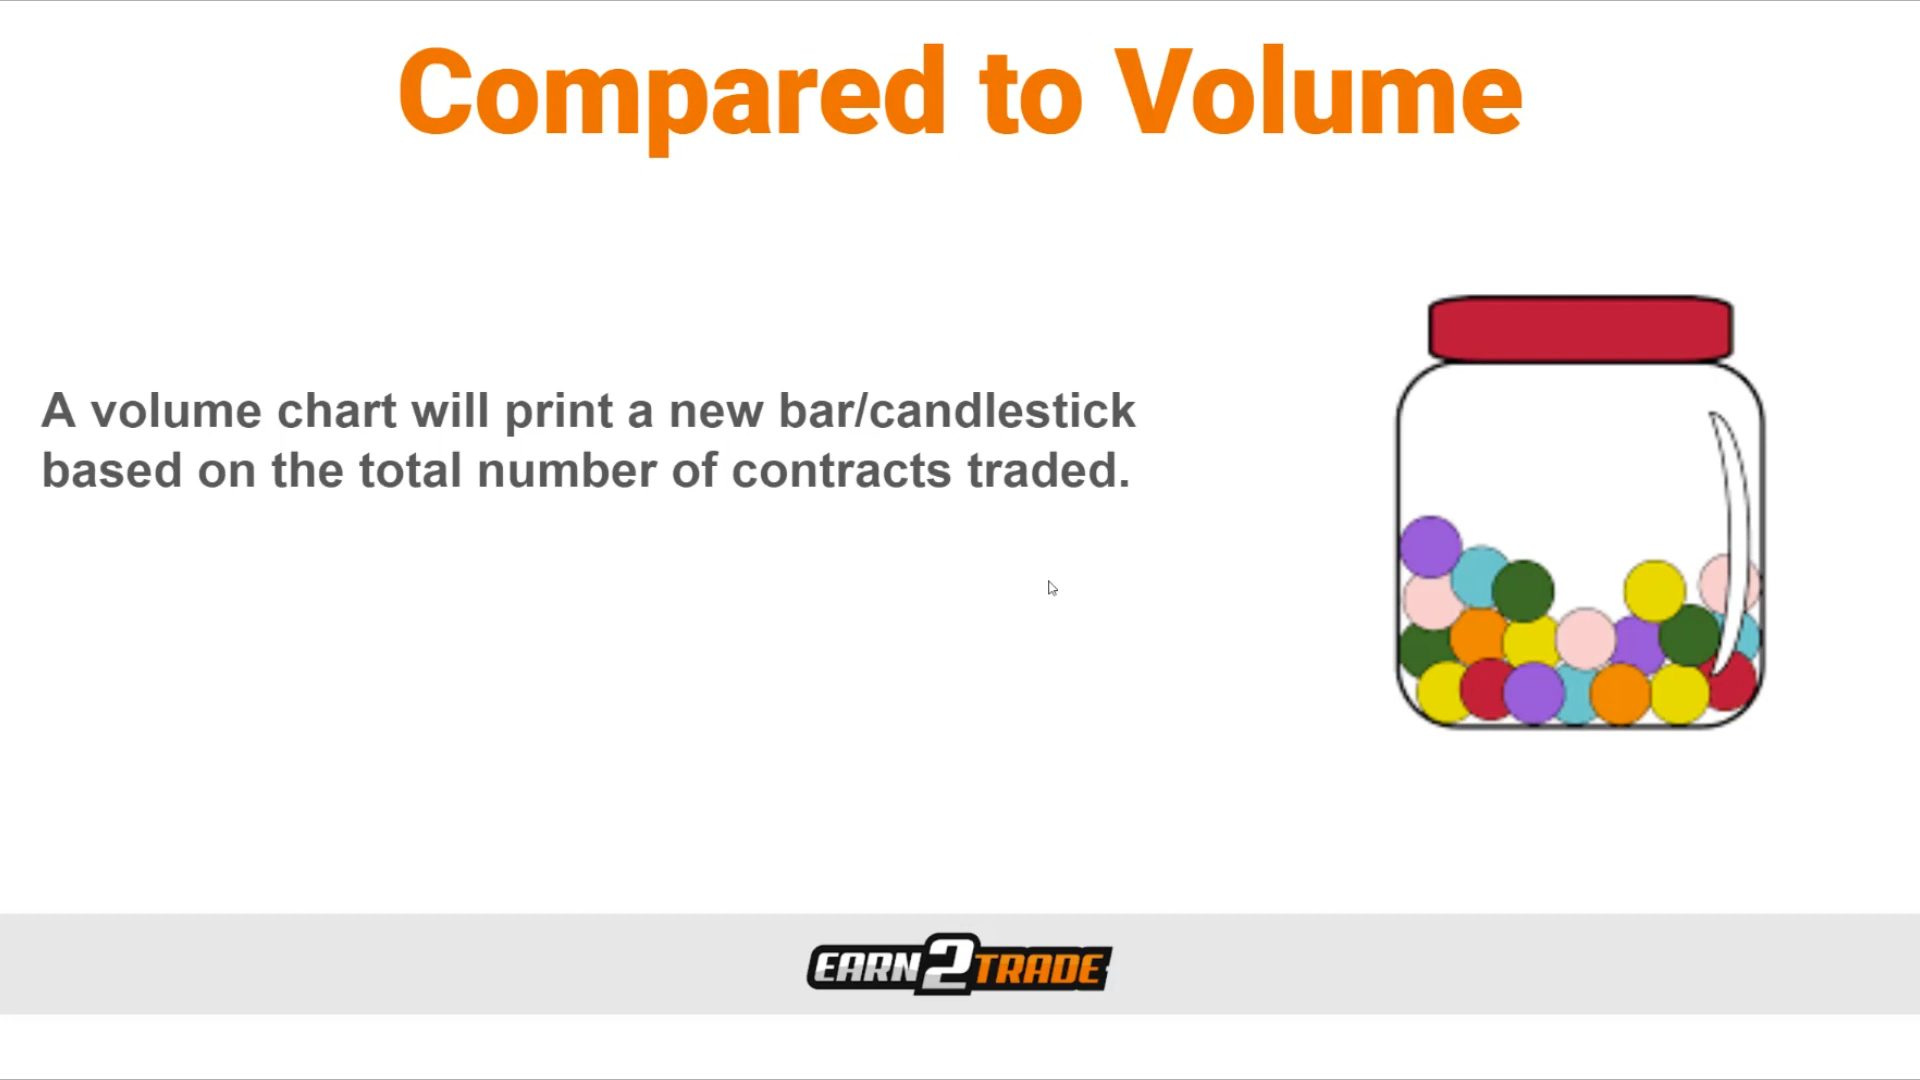 Compared to Volume
A volume chart will print a new bar/candlestick
based on the total number of contracts traded.
EARN2TRADE